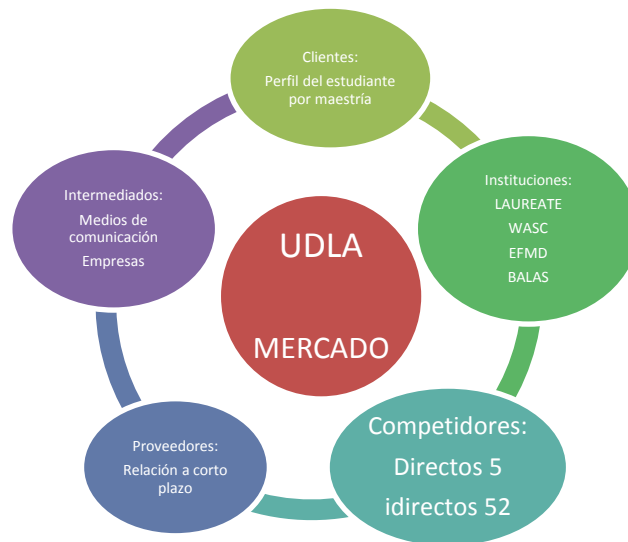 Clientes:
Perfil del estudiante
por maestría
Instituciones:
LAUREATE
WASC
EFMD
BALAS
Competidores:
Directos 5
idirectos 52
Proveedores:
Relación a corto
plazo
Intermediados:
Medios de
comunicación
Empresas
UDLA
MERCADO